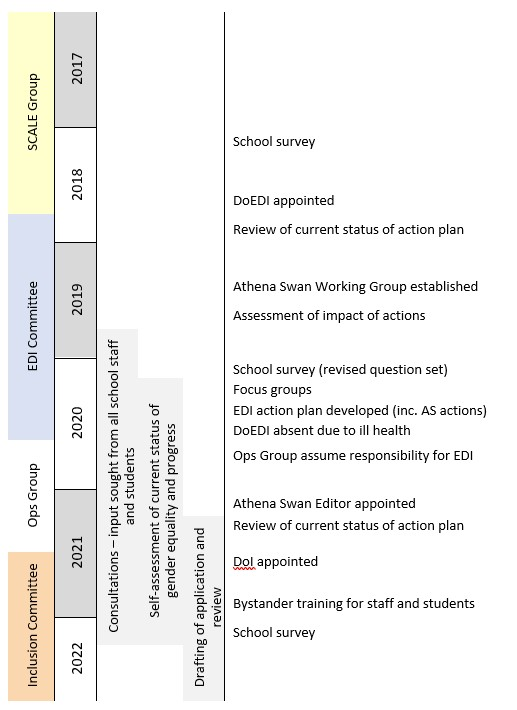 SCALE Group
EDI Committee
Ops Group
Inclusion Committee
2017
2018
2019
2020
2021
2022
Consultations – input sought from all school staff
and students
Self-assessment of current status of
gender equality and progress
Drafting of application and
review
School survey
DoEDI appointed
Review of current status of action plan
Athena Swan Working Group established
Assessment of impact of actions
School survey (revised question set)
Focus groups
EDI action plan developed (inc. AS actions)
DoEDI absent due to ill health
Ops Group assume responsibility for EDI
Athena Swan Editor appointed
Review of current status of action plan
DoI appointed
Bystander training for staff and students
School survey